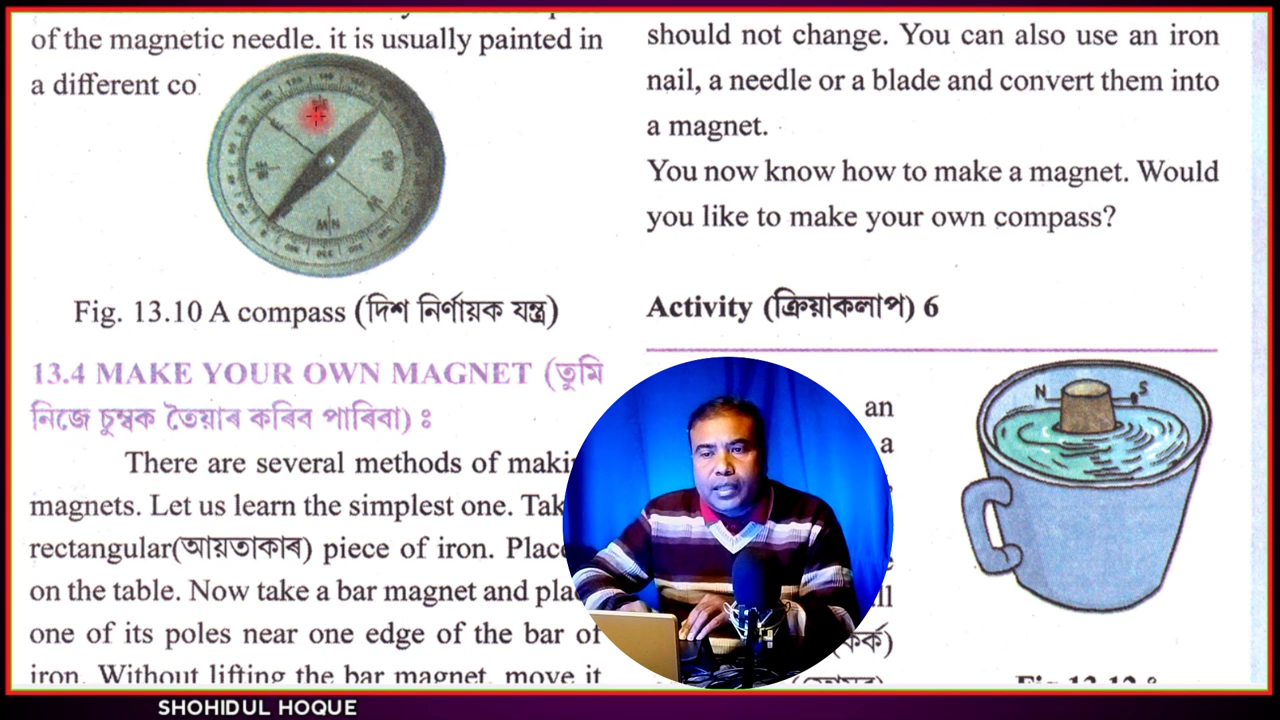 of the magnetic needle. it is usually painted in
a different co
Fig. 13.10 A compass (দিশ নির্ণায়ক যন্ত্ৰ)
13.4 MAKE YOUR OWN MAGNET (তুমি
নিজে চুম্বক তৈয়াৰ কৰিব পাৰিবা) ঃ
There are several methods of maki
magnets. Let us learn the simplest one. Tak
rectangular(আয়তাকাৰ) piece of iron. Plac
on the table. Now take a bar magnet and pla
one of its poles near one edge of the bar of
iron. Without lifting the bar magnet, move it
should not change. You can also use an iron
nail, a needle or a blade and convert them into
a magnet.
You now know how to make a magnet. Would
you like to make your own compass?
Activity (ক্ৰিয়াকলাপ) 6
an
a
N S
(কৰ্ক)
SHOHIDUL HOQUE